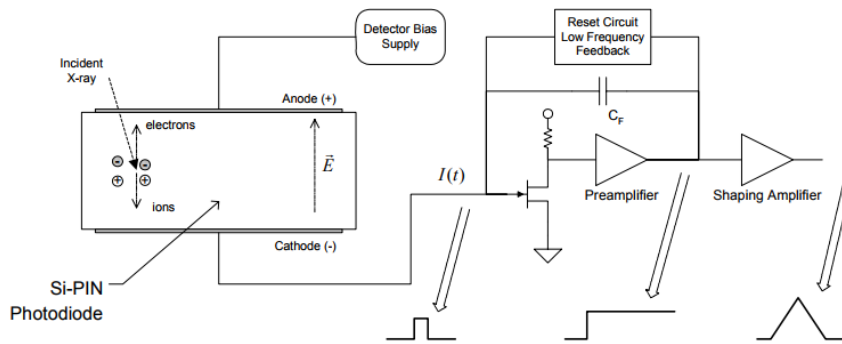 Detector Bias
Supply
Reset Circuit
Low Frequency
Feedback
Incident
X-ray
Anode (+)
electrons
C_F
E
I(t)
Preamplifier
Shaping Amplifier
ions
Cathode (-)
Si-PIN
Photodiode